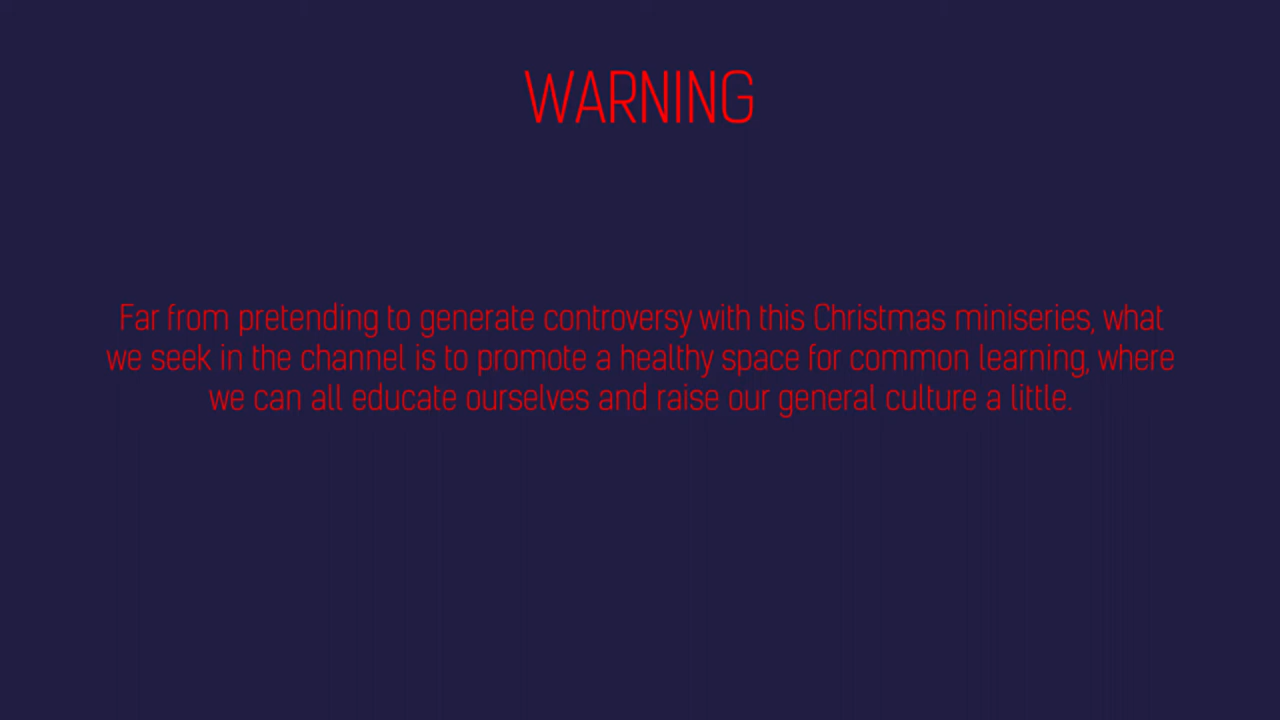 WARNING
Far from pretending to generate controversy with this Christmas miniseries, what
we seek in the channel is to promote a healthy space for common learning, where
we can all educate ourselves and raise our general culture a little.